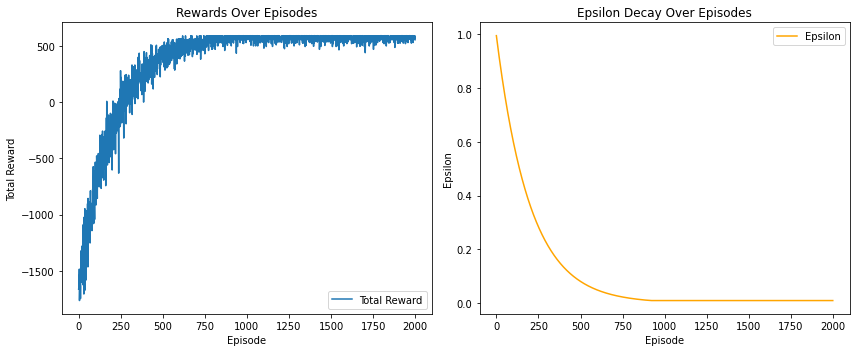 Rewards Over Episodes
Total Reward
500
0
−500
−1000
−1500
Total Reward
0 250 500 750 1000 1250 1500 1750 2000
Episode
Epsilon Decay Over Episodes
Epsilon
1.0
0.8
0.6
0.4
0.2
0.0
Epsilon
0 250 500 750 1000 1250 1500 1750 2000
Episode